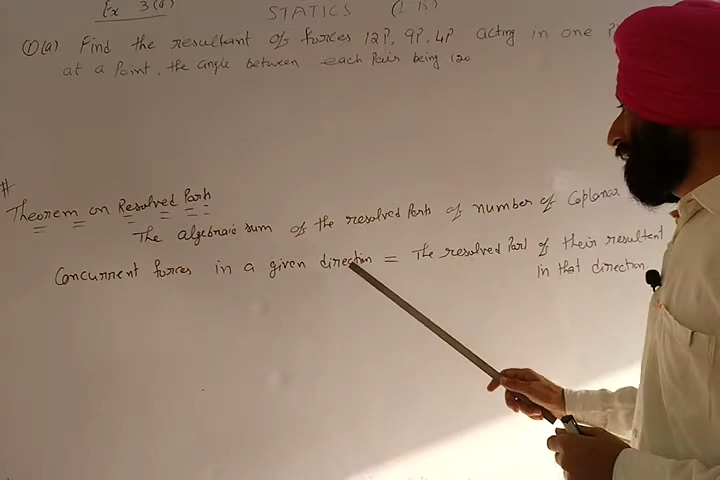 Ex 3(a) STATICS (L-15)
(1)(a) Find the resultant of forces 12P, 9P, 4P acting in one
at a Point, the angle between each Pair being 120
#
Theorem on Resolved Parts
The algebraic sum of the resolved Parts of number of Coplanar
Concurrent forces in a given direction = The resolved Part of their resultant
in that direction.